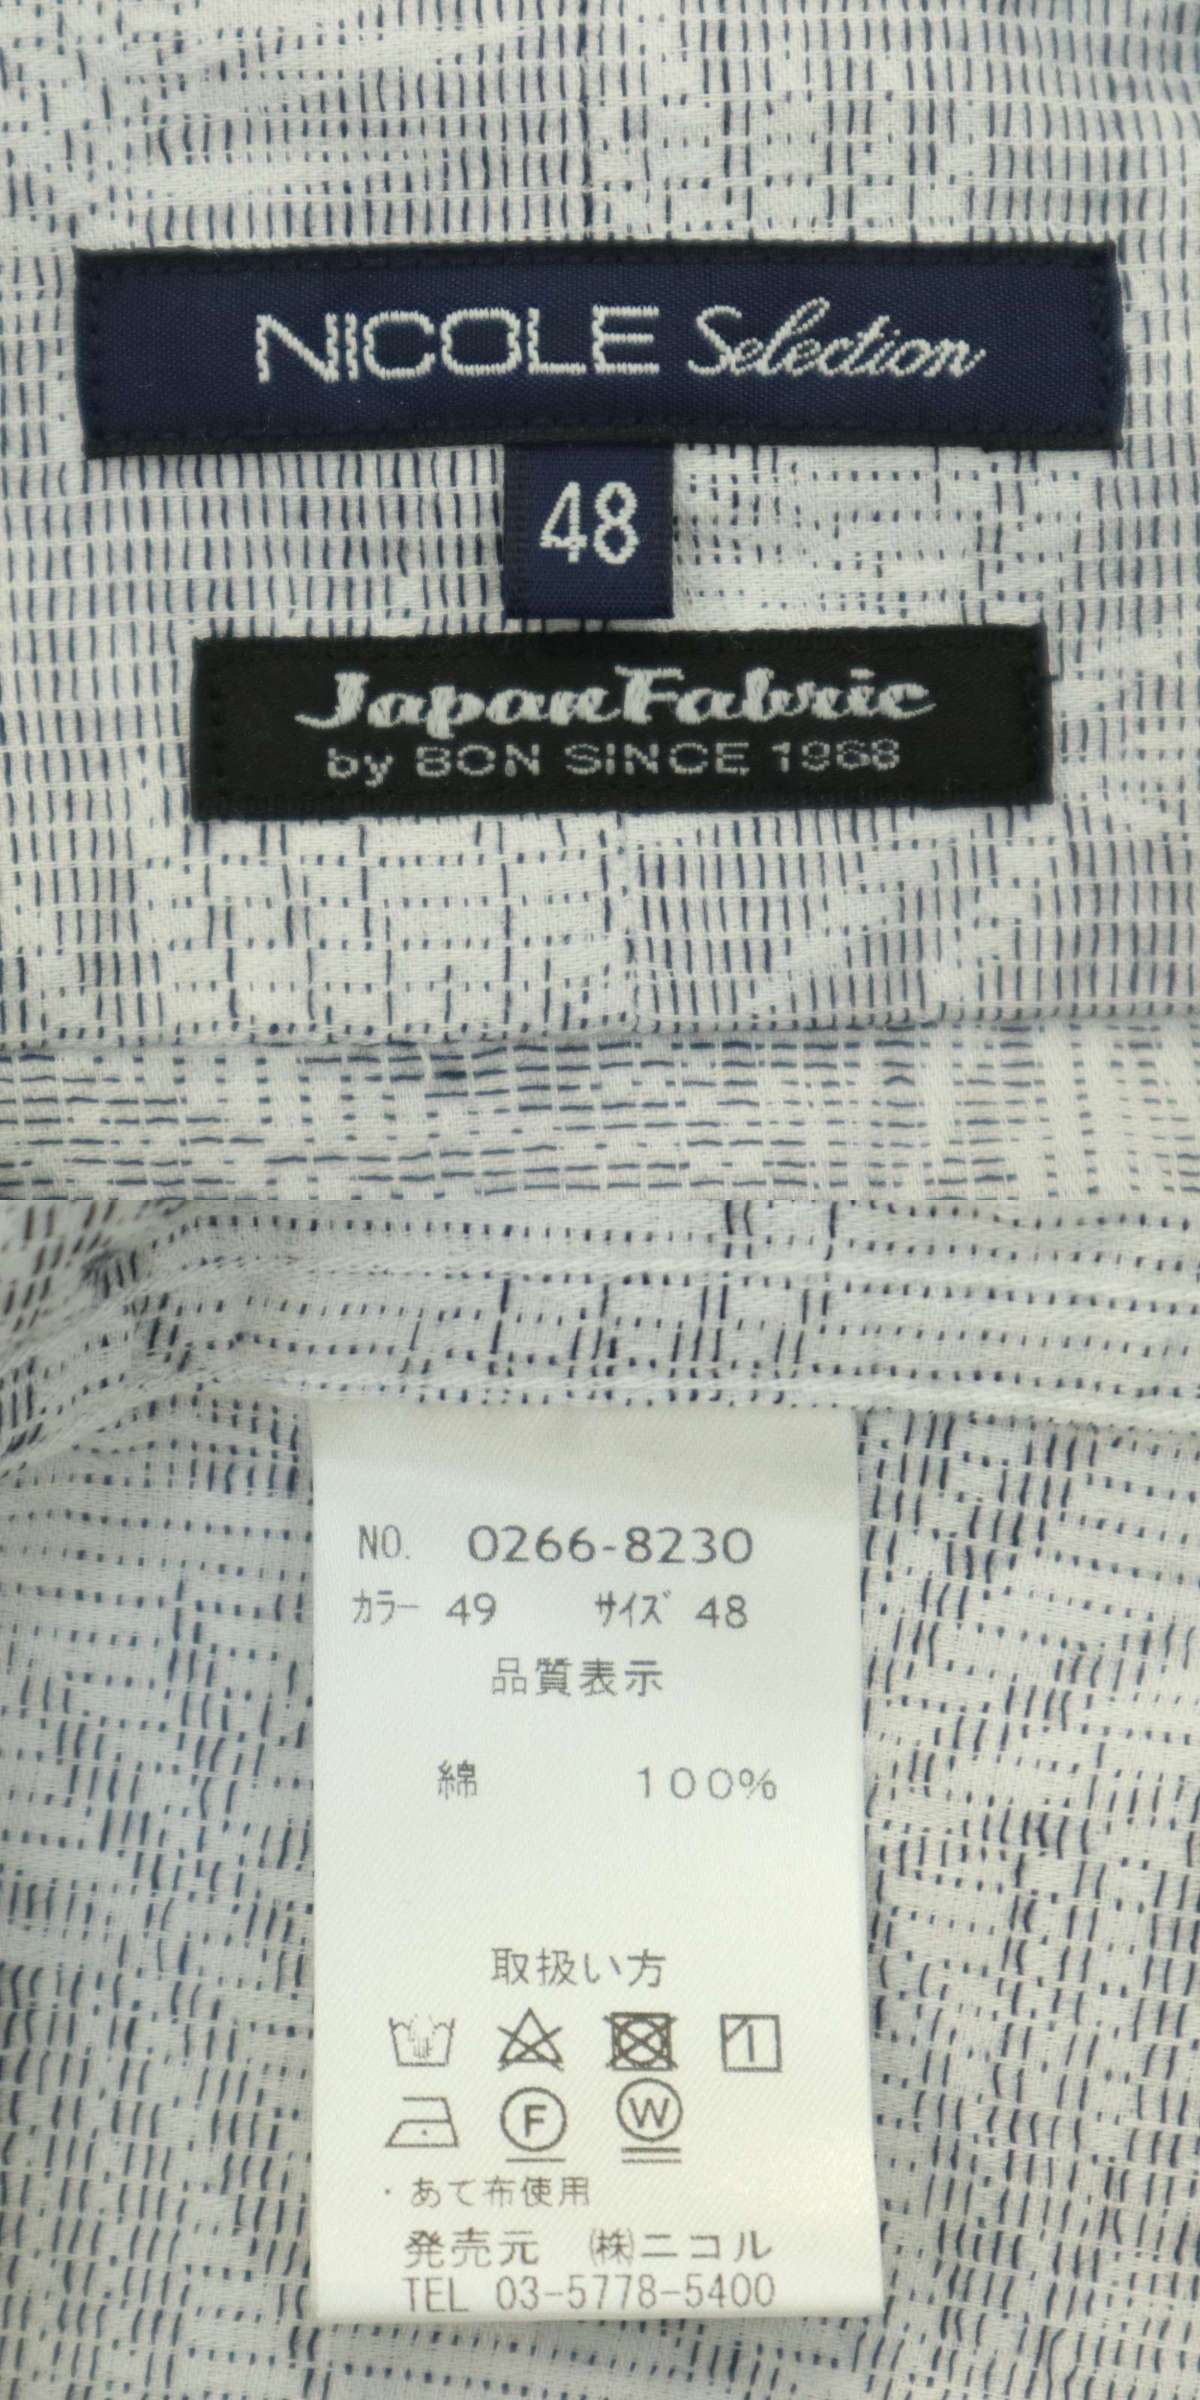 NICOLE Selection
48
JapanFabric
by BON SINCE 1968
NO. 0266-8230
カラー 49 サイズ 48
品質表示
綿 100%
取扱い方
F W
・あて布使用
発売元 ㈱ニコル
TEL 03-5778-5400